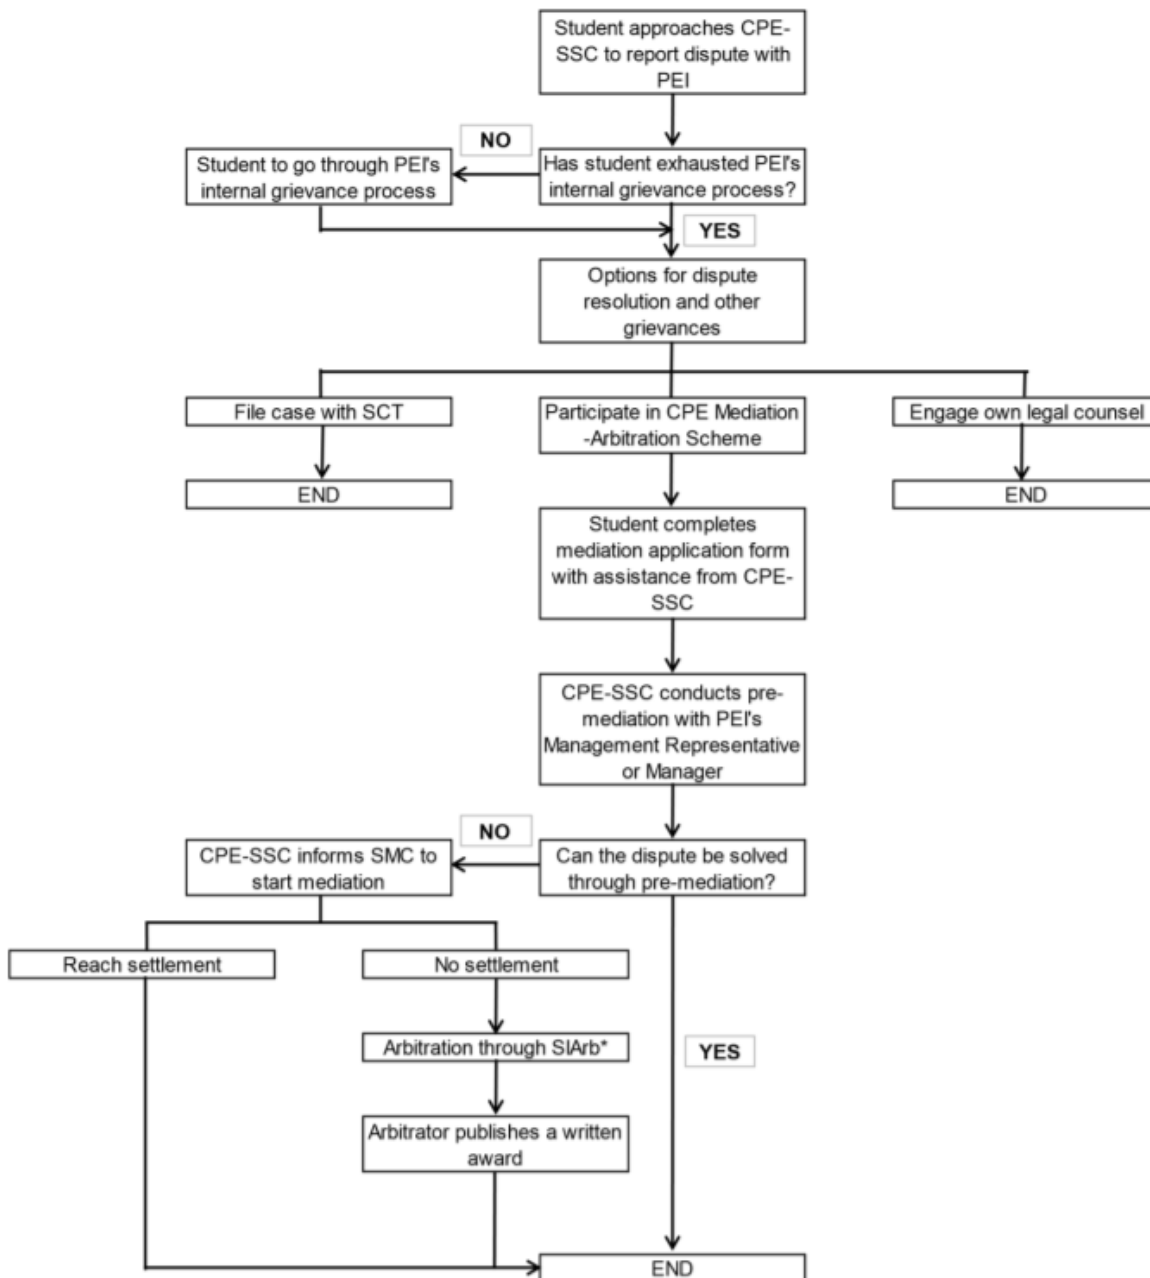 Student approaches CPE-
SSC to report dispute with
PEI
NO
Student to go through PEI's
internal grievance process
Has student exhausted PEI's
internal grievance process?
YES
Options for dispute
resolution and other
grievances
File case with SCT
Participate in CPE Mediation
-Arbitration Scheme
Engage own legal counsel
END
END
Student completes
mediation application form
with assistance from CPE-
SSC
CPE-SSC conducts pre-
mediation with PEI's
Management Representative
or Manager
NO
CPE-SSC informs SMC to
start mediation
Can the dispute be solved
through pre-mediation?
Reach settlement
No settlement
Arbitration through SIArb*
YES
Arbitrator publishes a written
award
END